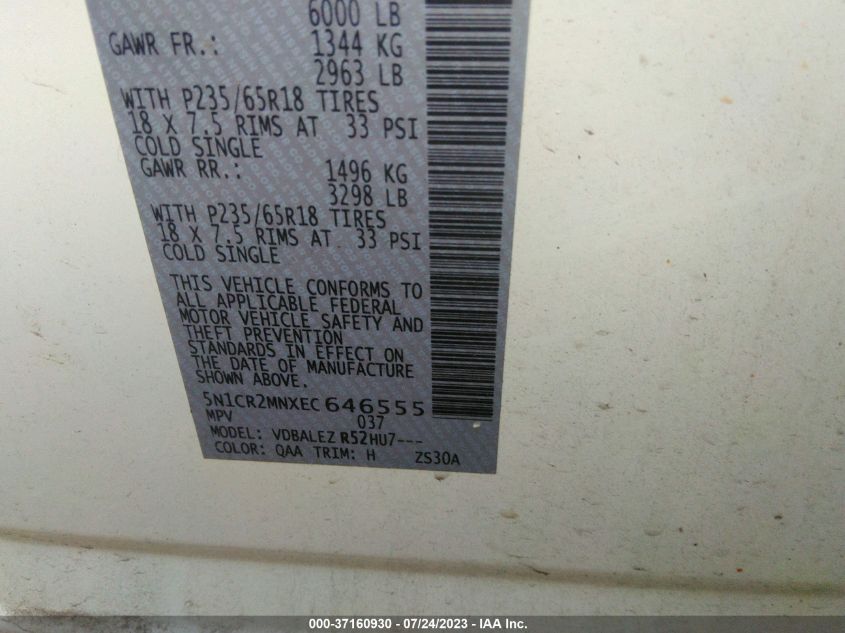 6000 LB
GAWR FR.: 1344 KG
2963 LB
WITH P235/65R18 TIRES
18 X 7.5 RIMS AT 33 PSI
COLD SINGLE
GAWR RR.: 1496 KG
3298 LB
WITH P235/65R18 TIRES
18 X 7.5 RIMS AT 33 PSI
COLD SINGLE
THIS VEHICLE CONFORMS TO
ALL APPLICABLE FEDERAL
MOTOR VEHICLE SAFETY AND
THEFT PREVENTION
STANDARDS IN EFFECT ON
THE DATE OF MANUFACTURE
SHOWN ABOVE.
5N1CR2MNXEC646555
MPV 037
MODEL: VDBALEZ R52HU7---
COLOR: QAA TRIM: H ZS30A
000-37160930 - 07/24/2023 - IAA Inc.